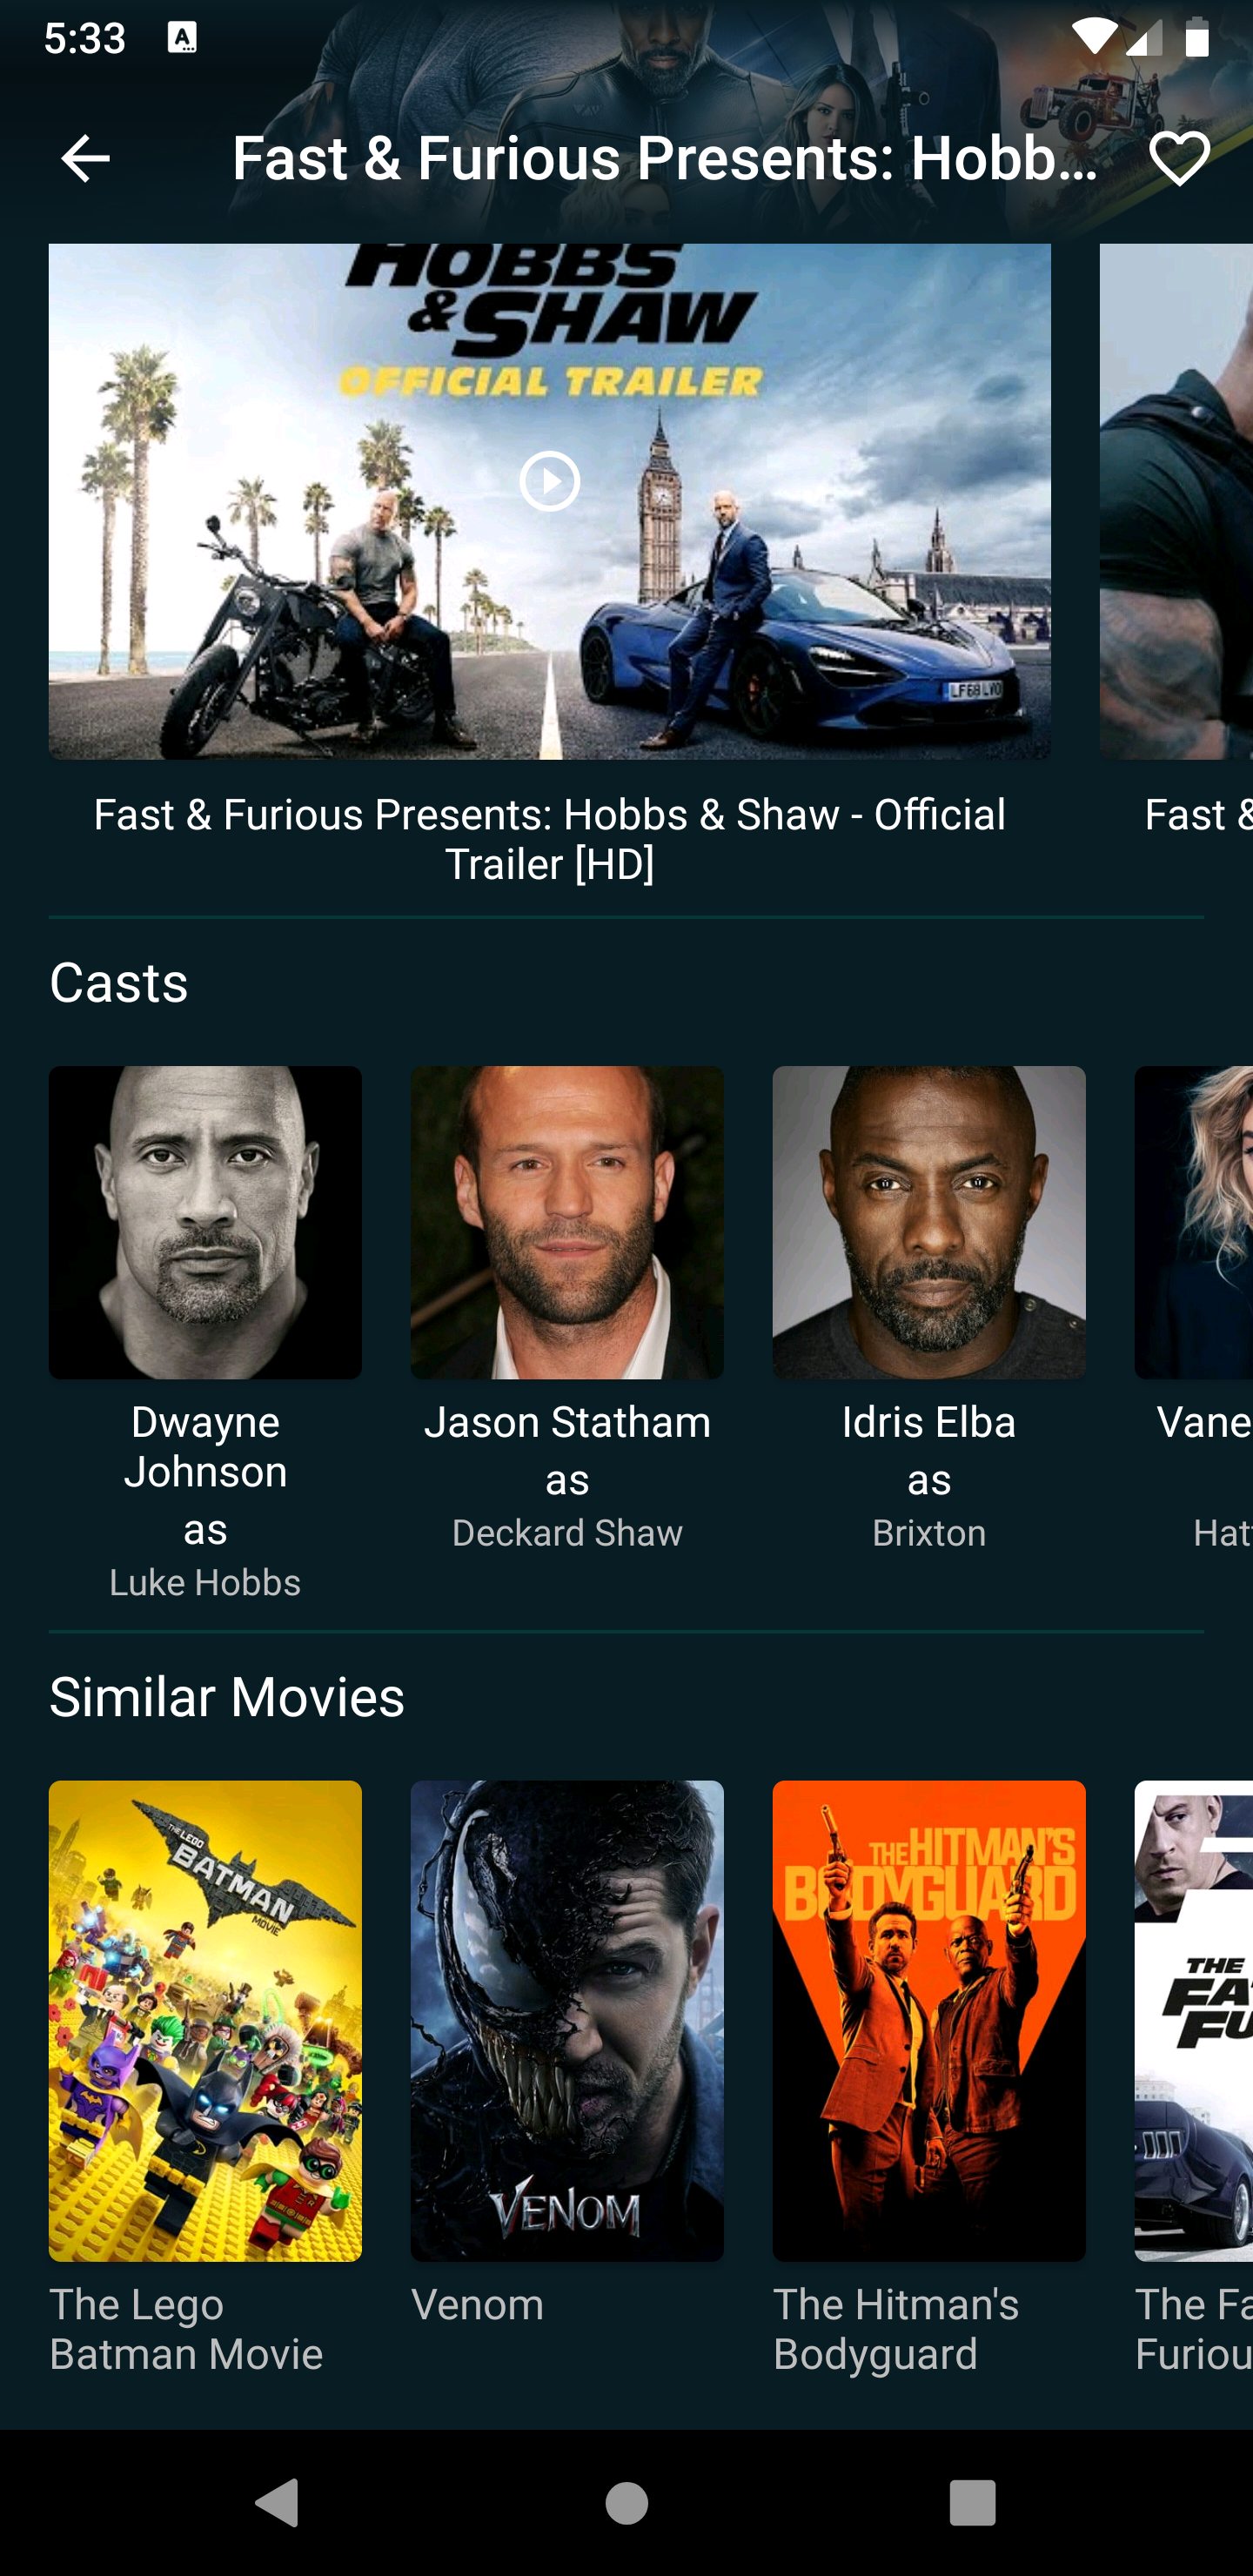 5:33
Fast & Furious Presents: Hobb...
HOBBS
& SHAW
OFFICIAL TRAILER
LF68 LVO
Fast & Furious Presents: Hobbs & Shaw - Official
Trailer [HD]
Fast &
Casts
Dwayne
Johnson
as
Luke Hobbs
Jason Statham
as
Deckard Shaw
Idris Elba
as
Brixton
Vane
Hat
Similar Movies
THE LEGO
BATMAN
MOVIE
VENOM
THE HITMAN'S
BODYGUARD
THE
FA
FU
The Lego
Batman Movie
Venom
The Hitman's
Bodyguard
The Fa
Furiou